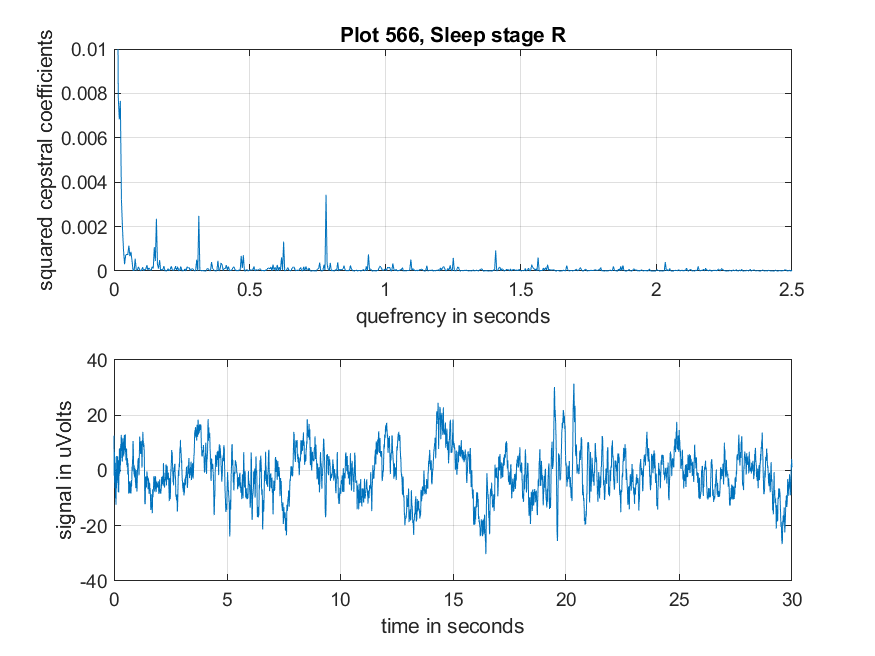 Plot 566, Sleep stage R
squared cepstral coefficients
0.01
0.008
0.006
0.004
0.002
0
0 0.5 1 1.5 2 2.5
quefrency in seconds
signal in uVolts
40
20
0
-20
-40
0 5 10 15 20 25 30
time in seconds